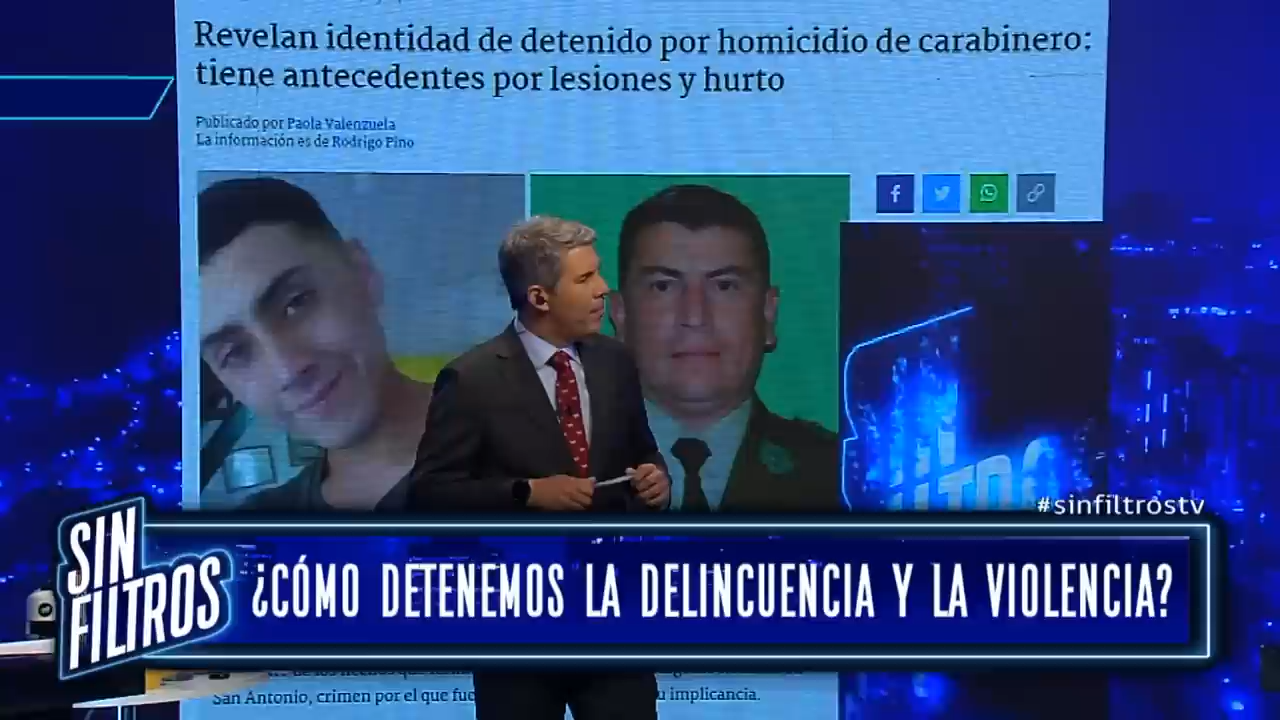 Revelan identidad de detenido por homicidio de carabinero:
tiene antecedentes por lesiones y hurto
Publicado por Paola Valenzuela
La información es de Rodrigo Pino
#sinfiltrostv
SIN
FILTROS
¿CÓMO DETENEMOS LA DELINCUENCIA Y LA VIOLENCIA?
San Antonio, crimen por el que fue
implicancia.